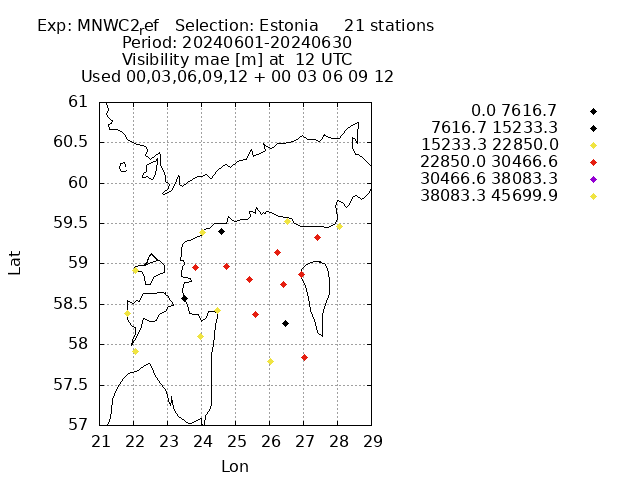 Exp: MNWC2ref   Selection: Estonia     21 stations
Period: 20240601-20240630
Visibility mae [m] at  12 UTC
Used 00,03,06,09,12 + 00 03 06 09 12
0.0 7616.7
7616.7 15233.3
15233.3 22850.0
22850.0 30466.6
30466.6 38083.3
38083.3 45699.9
61
60.5
60
59.5
59
58.5
58
57.5
57
Lat
21 22 23 24 25 26 27 28 29
Lon